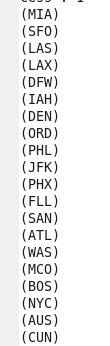 (MIA)
(SFO)
(LAS)
(LAX)
(DFW)
(IAH)
(DEN)
(ORD)
(PHL)
(JFK)
(PHX)
(FLL)
(SAN)
(ATL)
(WAS)
(MCO)
(BOS)
(NYC)
(AUS)
(CUN)